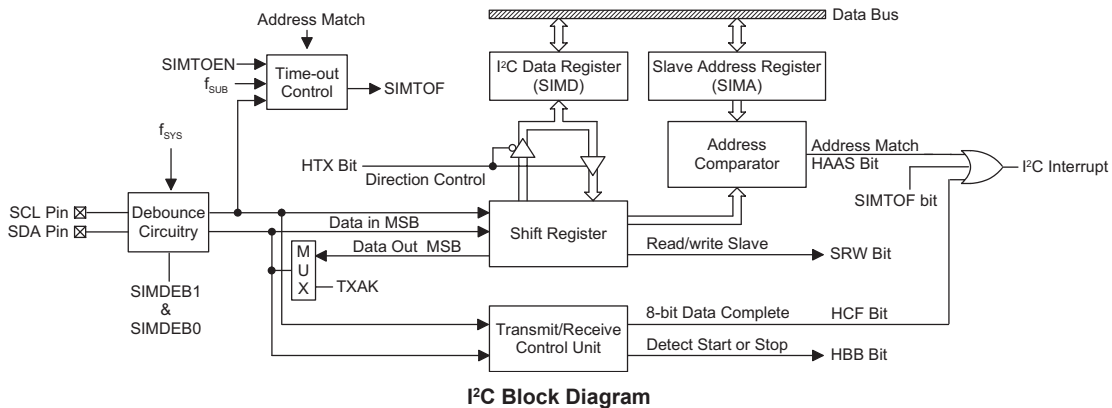 Data Bus
Address Match
SIMTOEN
fSUB
Time-out
Control
SIMTOF
I²C Data Register
(SIMD)
Slave Address Register
(SIMA)
fSYS
HTX Bit
Direction Control
Address
Comparator
Address Match
HAAS Bit
I²C Interrupt
SIMTOF bit
SCL Pin
SDA Pin
Debounce
Circuitry
Data in MSB
Shift Register
Data Out MSB
Read/write Slave
SRW Bit
MUX
TXAK
SIMDEB1
&
SIMDEB0
Transmit/Receive
Control Unit
8-bit Data Complete
HCF Bit
Detect Start or Stop
HBB Bit
I²C Block Diagram